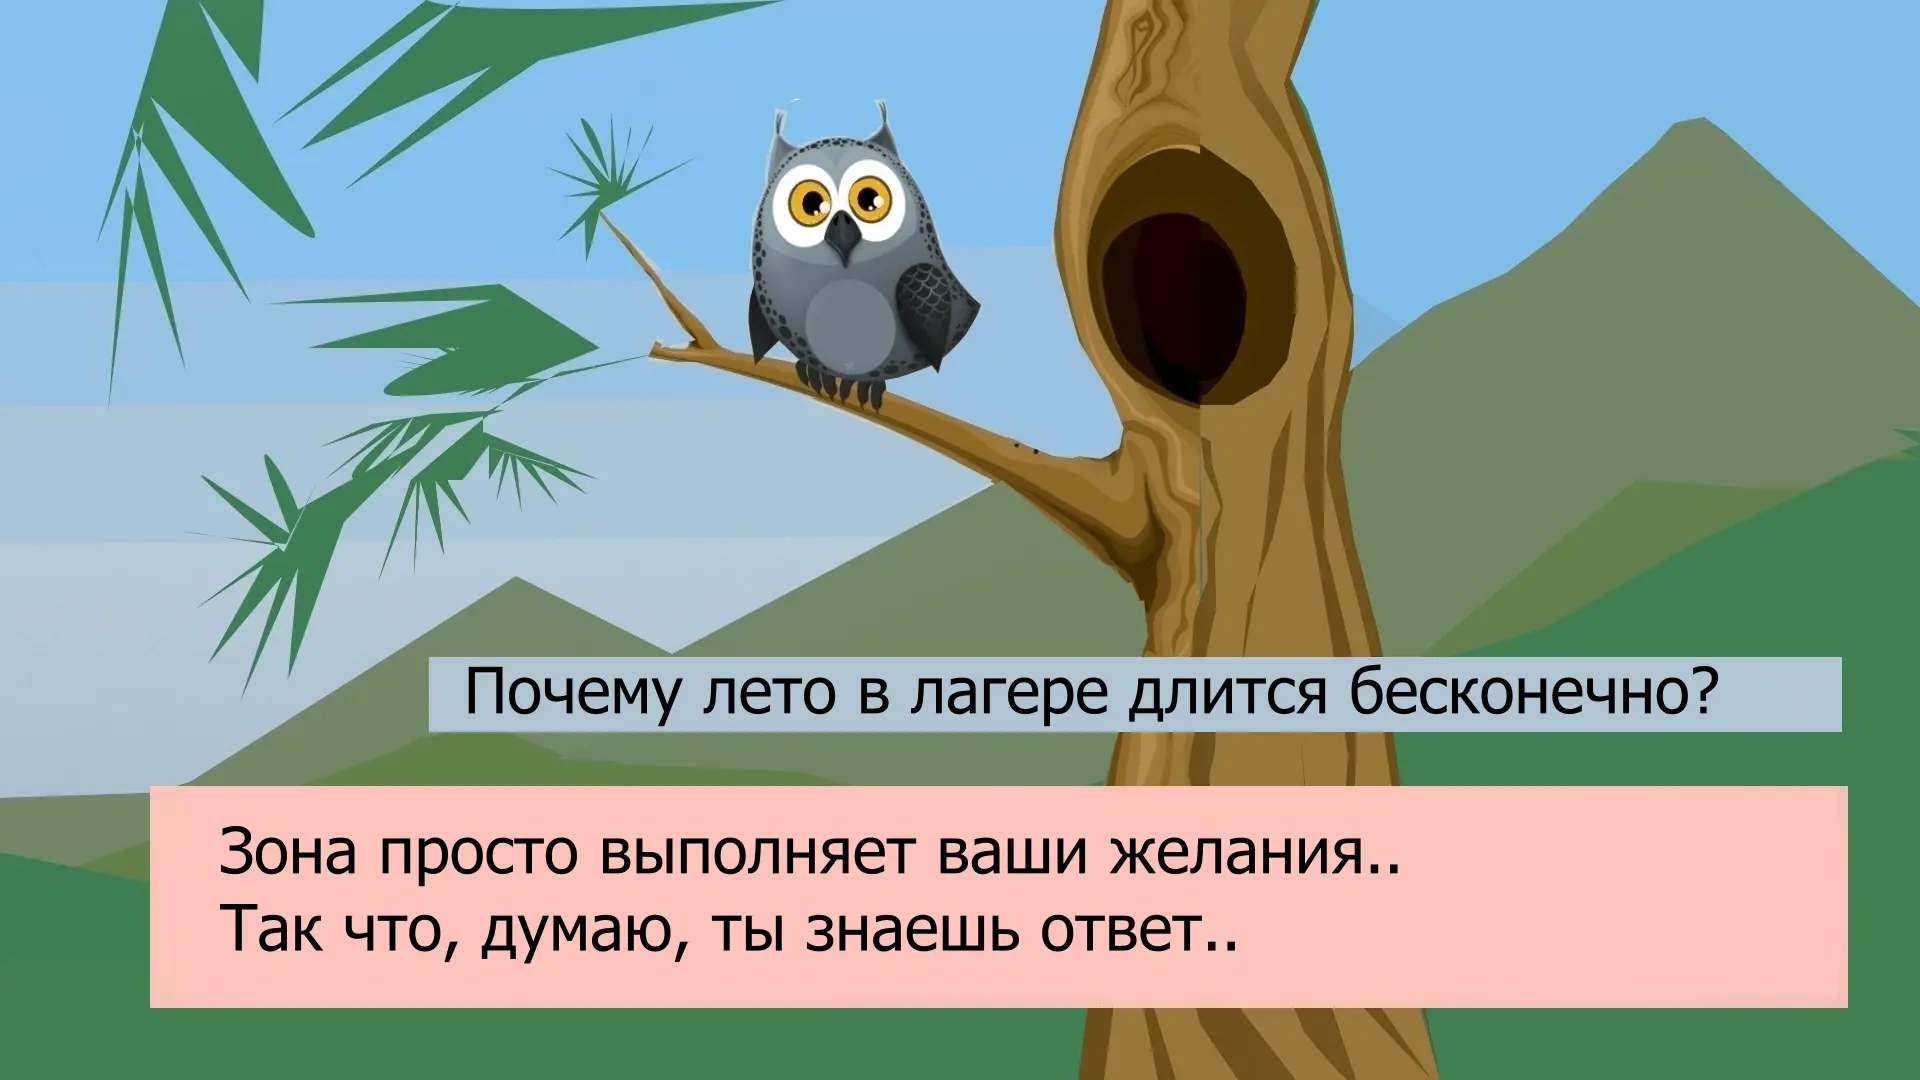 Почему лето в лагере длится бесконечно?
Зона просто выполняет ваши желания..
Так что, думаю, ты знаешь ответ..